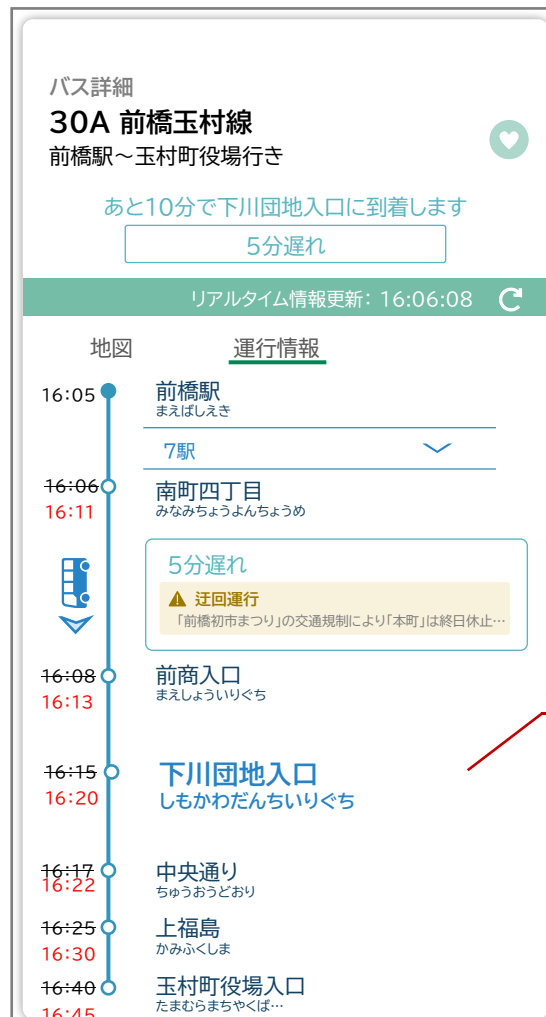 バス詳細
30A 前橋玉村線
前橋駅～玉村町役場行き
あと10分で下川団地入口に到着します
5分遅れ
リアルタイム情報更新： 16:06:08
地図 運行情報
16:05 前橋駅
まえばしえき
7駅
16:06 南町四丁目
16:11 みなみちょうよんちょうめ
5分遅れ
迂回運行
「前橋初市まつり」の交通規制により「本町」は終日休止…
16:08 前商入口
16:13 まえしょういりぐち
16:15 下川団地入口
16:20 しもかわだんちいりぐち
16:17 中央通り
16:22 ちゅうおうどおり
16:25 上福島
16:30 かみふくしま
16:40 玉村町役場入口
16:45 たまむらまちやくば…